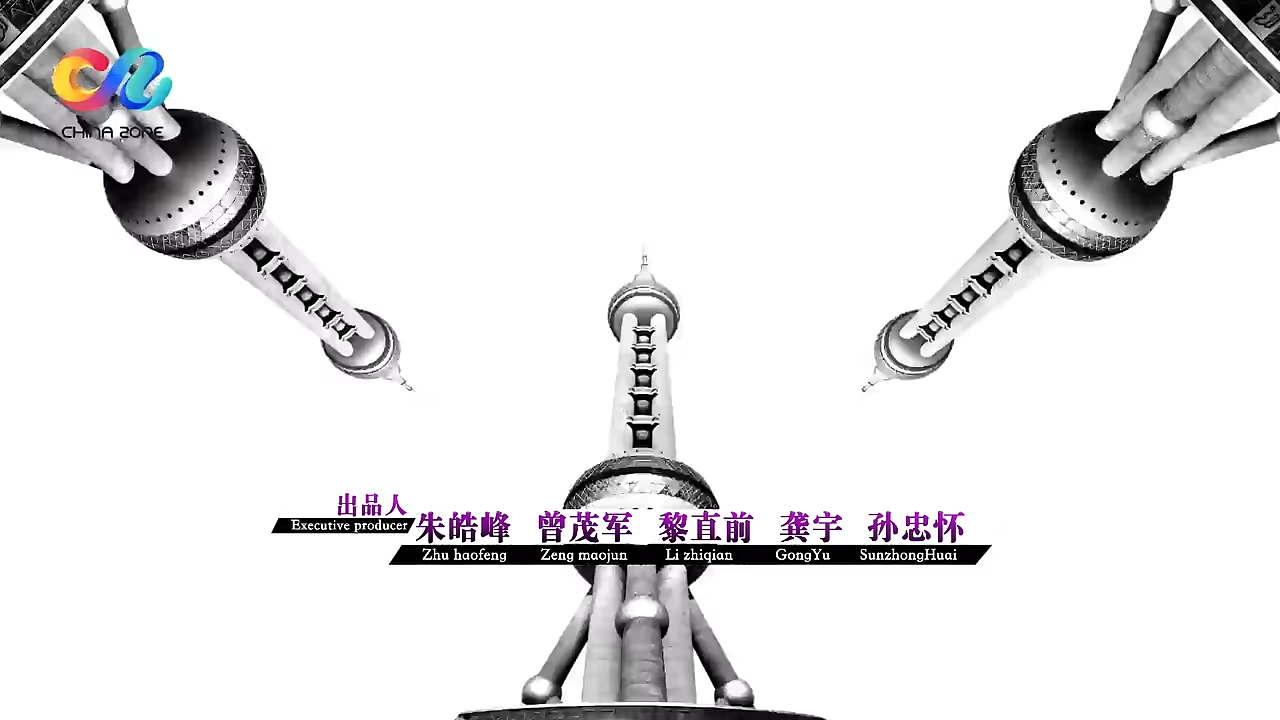 CHINA ZONE
出品人
Executive producer
朱皓峰 曾茂军 黎直前 龚宇 孙忠怀
Zhu haofeng Zeng maojun Li zhiqian GongYu SunzhongHuai